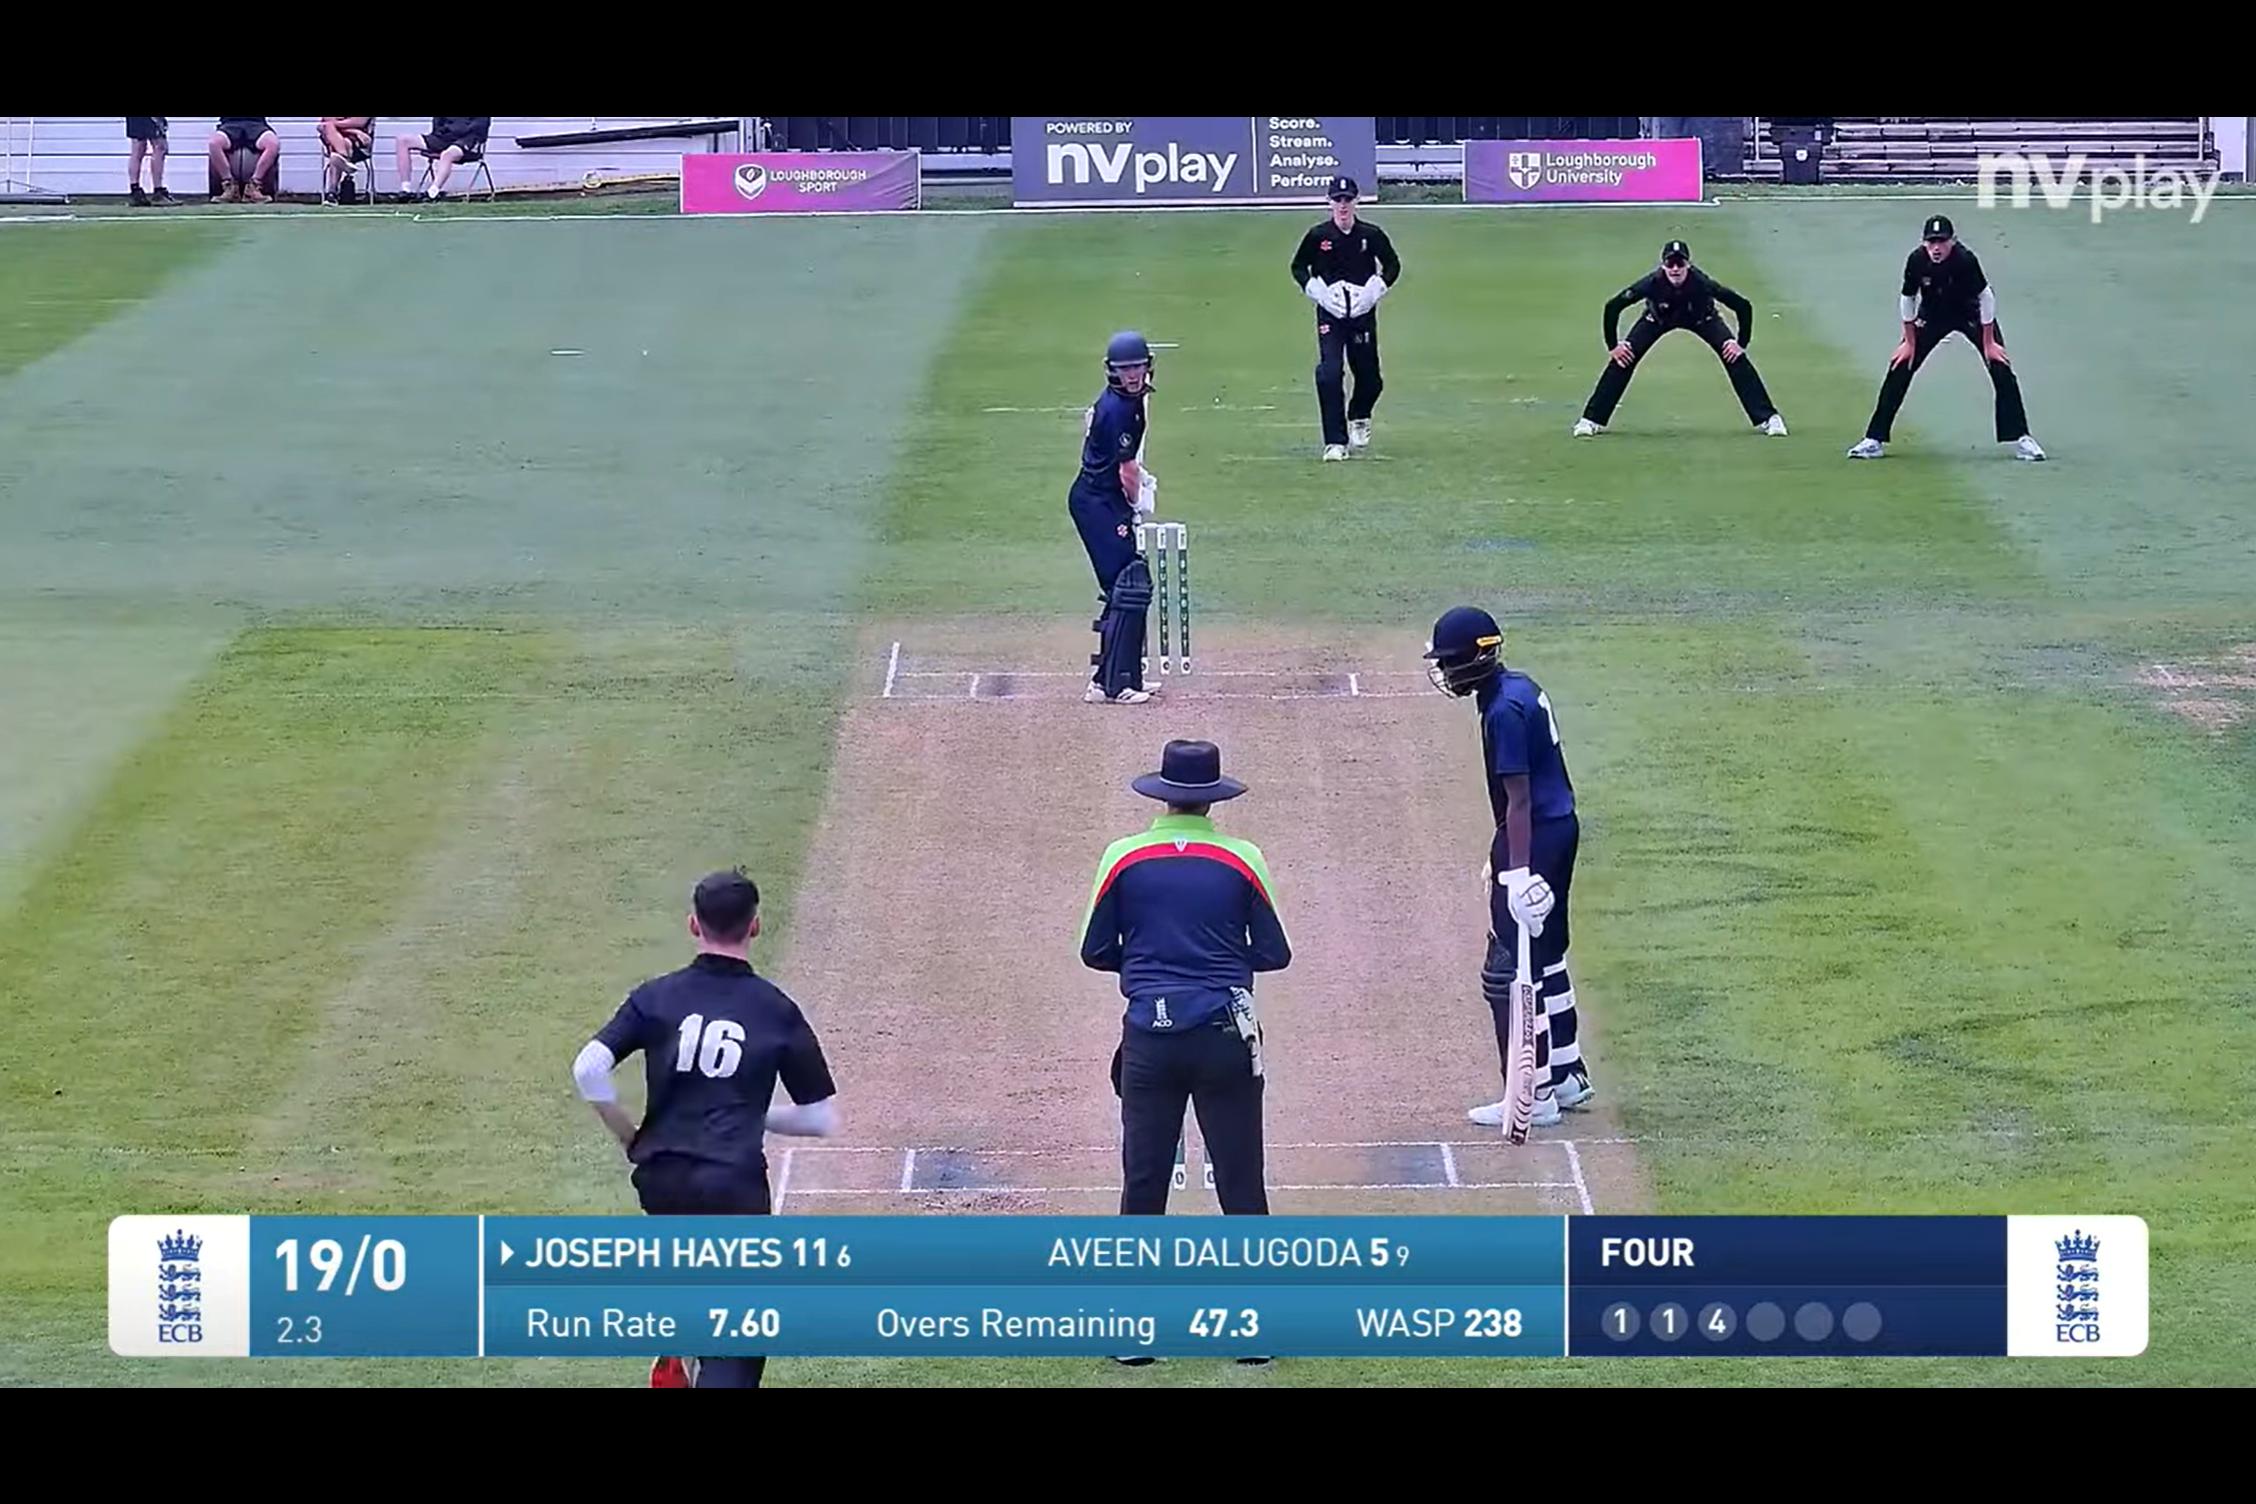 POWERED BY
nvplay
Score.
Stream.
Analyse.
Perform
LOUGHBOROUGH
SPORT
Loughborough
University
nvplay
16
ACO
ECB
19/0
2.3
JOSEPH HAYES 11 6
AVEEN DALUGODA 5 9
Run Rate 7.60
Overs Remaining 47.3
WASP 238
FOUR
1 1 4
ECB